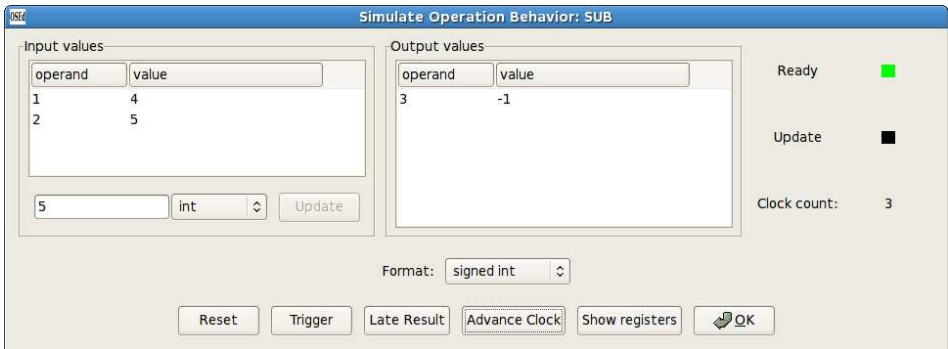 OSEd Simulate Operation Behavior: SUB
Input values
operand value
1 4
2 5
5 int Update
Output values
operand value
3 -1
Ready
Update
Clock count: 3
Format: signed int
Reset Trigger Late Result Advance Clock Show registers OK